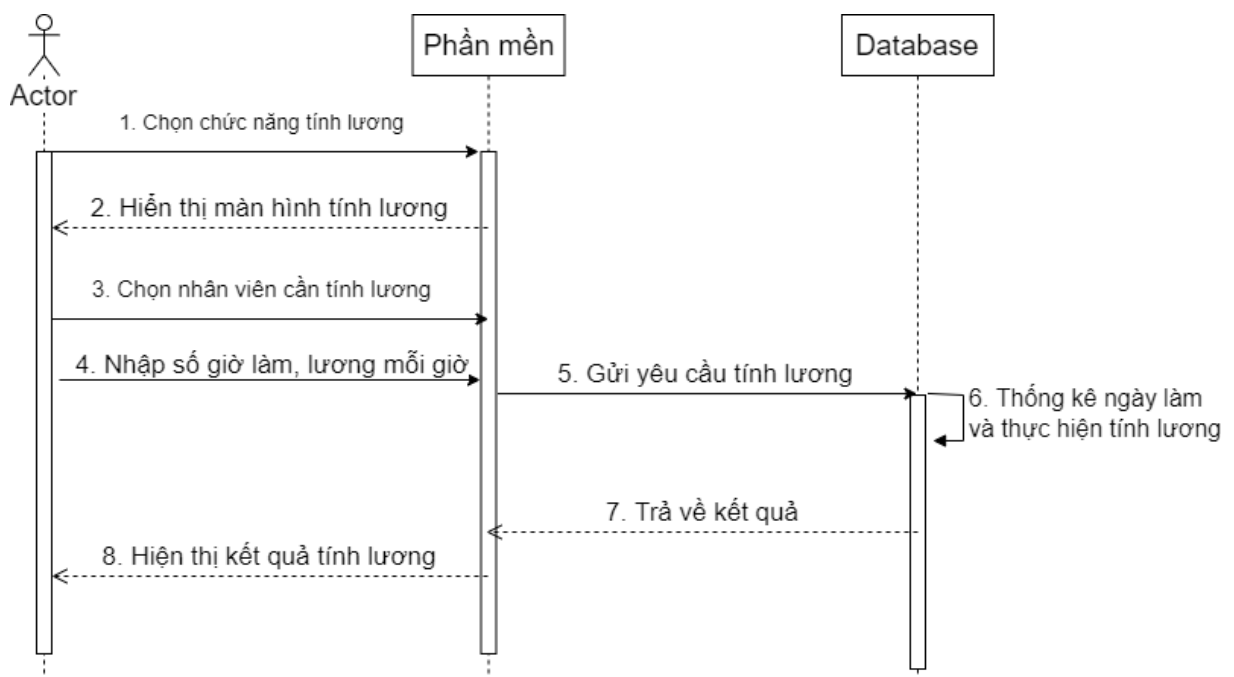 Phần mền
Database
Actor
1. Chọn chức năng tính lương
2. Hiển thị màn hình tính lương
3. Chọn nhân viên cần tính lương
4. Nhập số giờ làm, lương mỗi giờ
5. Gửi yêu cầu tính lương
6. Thống kê ngày làm
và thực hiện tính lương
7. Trả về kết quả
8. Hiện thị kết quả tính lương